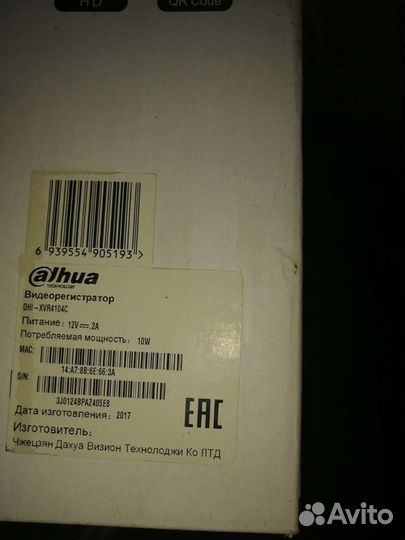 HD
QR Code
6 939554 905193 >
alhua
TECHNOLOGY
Видеорегистратор
DHI-XVR4104C
Питание: 12V⎓.2A
Потребляемая мощность: 10W
MAC:
14:A7:8B:6E:66:3A
S/N:
3J0124BPAZ405E8
Дата изготовления: 2017
EAC
Изготовитель:
Чжецзян Дахуа Визион Технолоджи Ко ЛТД
Avito